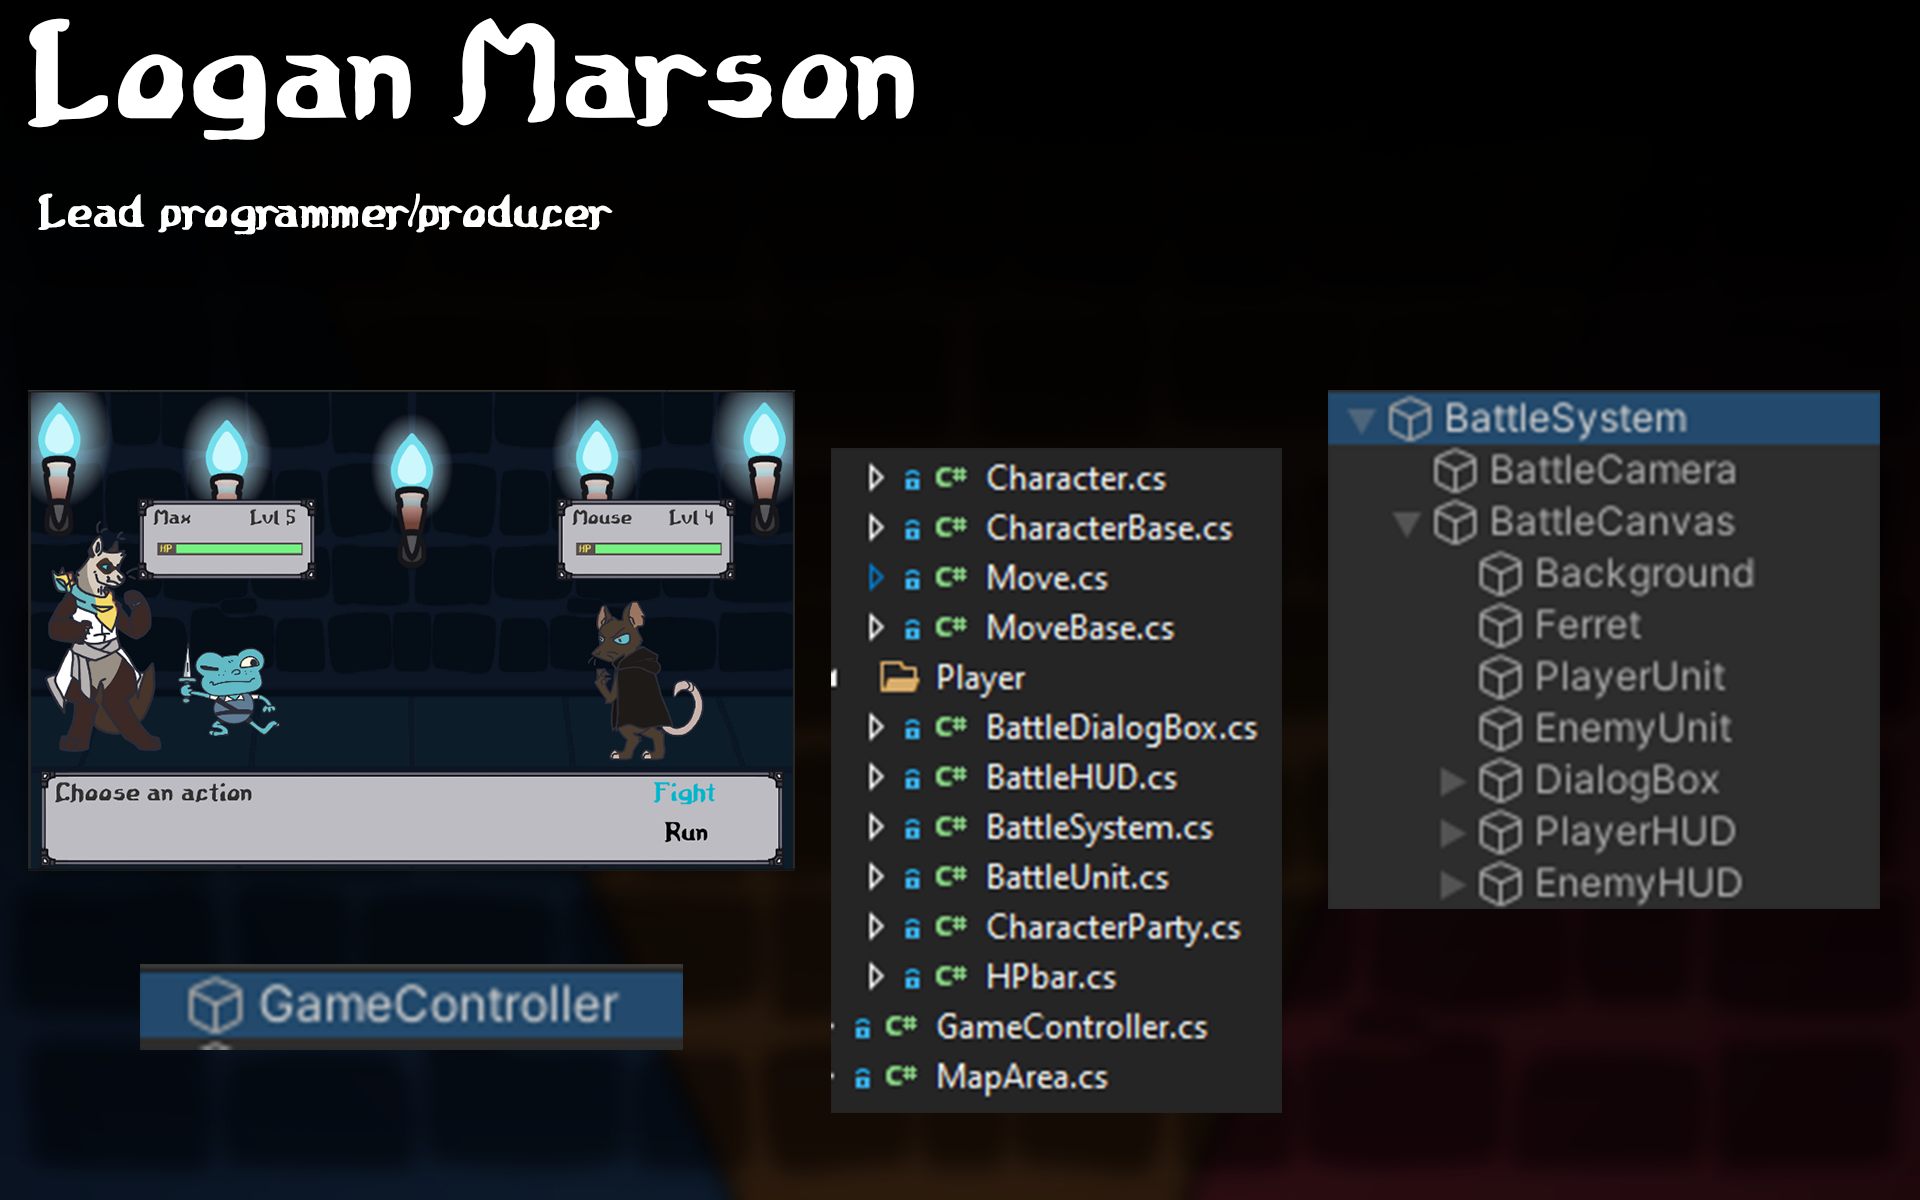 Logan Marson
Lead programmer/producer
Max Lvl 5
HP
Mouse Lvl 4
HP
Choose an action
Fight
Run
GameController
C# Character.cs
C# CharacterBase.cs
C# Move.cs
C# MoveBase.cs
Player
C# BattleDialogBox.cs
C# BattleHUD.cs
C# BattleSystem.cs
C# BattleUnit.cs
C# CharacterParty.cs
C# HPbar.cs
C# GameController.cs
C# MapArea.cs
BattleSystem
BattleCamera
BattleCanvas
Background
Ferret
PlayerUnit
EnemyUnit
DialogBox
PlayerHUD
EnemyHUD